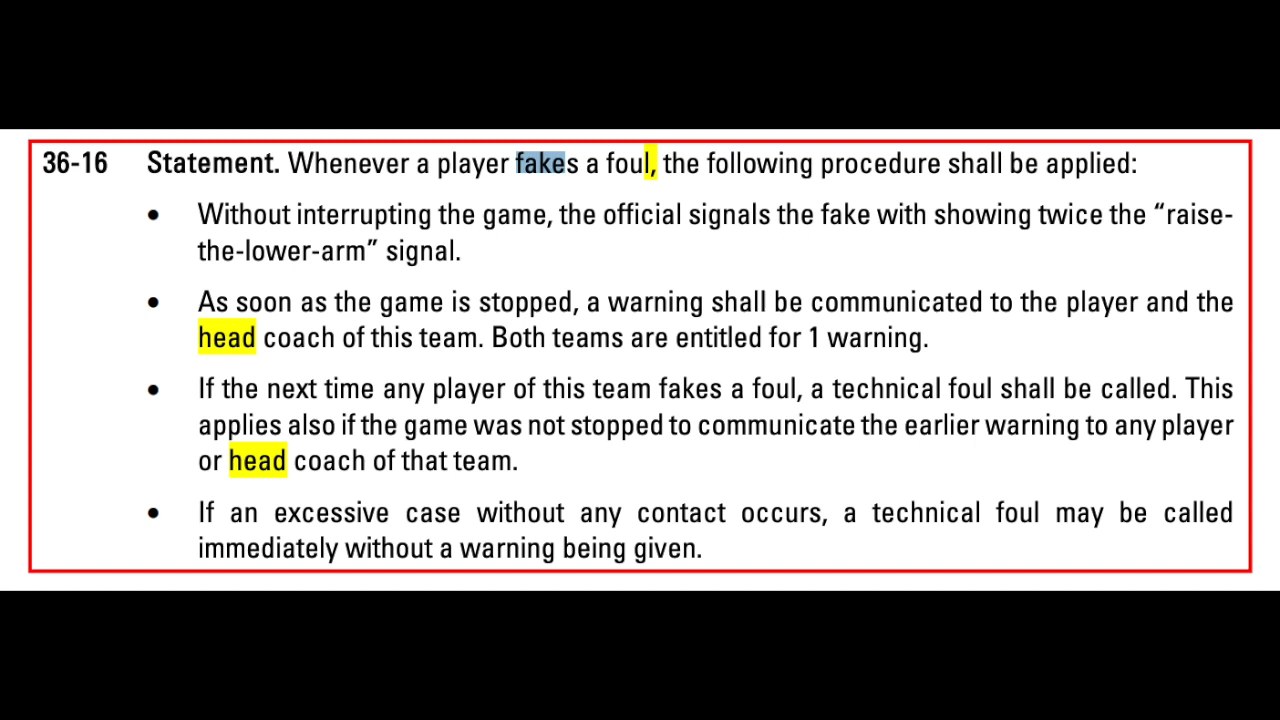 36-16 Statement. Whenever a player fakes a foul, the following procedure shall be applied:
• Without interrupting the game, the official signals the fake with showing twice the “raise-
the-lower-arm” signal.
• As soon as the game is stopped, a warning shall be communicated to the player and the
head coach of this team. Both teams are entitled for 1 warning.
• If the next time any player of this team fakes a foul, a technical foul shall be called. This
applies also if the game was not stopped to communicate the earlier warning to any player
or head coach of that team.
• If an excessive case without any contact occurs, a technical foul may be called
immediately without a warning being given.